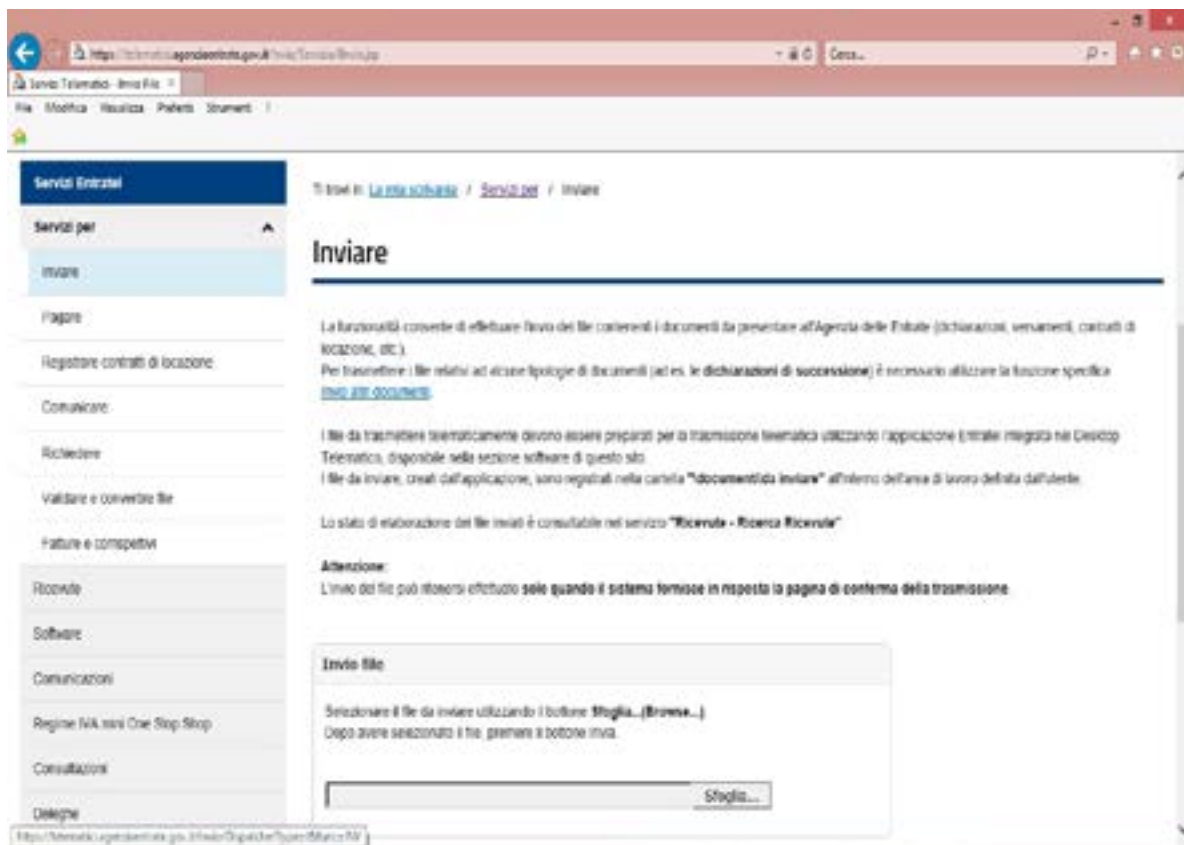 Cerca...
Servizi Telematici - Invio File
File Modifica Visualizza Preferiti Strumenti ?
Servizi Entratel
Ti trovi in: La mia scrivania / Servizi per / Inviare
Servizi per
Inviare
Inviare
Pagare
Registrare contratti di locazione
Comunicare
Richiedere
Validare e convertire file
Fatture e corrispettivi
Ricevute
Software
Comunicazioni
Regime IVA mini One Stop Shop
Consultazioni
Deleghe
La funzionalità consente di effettuare l'invio dei file contenenti i documenti da presentare all'Agenzia delle Entrate (dichiarazioni, versamenti, contratti di
locazione, etc.).
Per trasmettere i file relativi ad alcune tipologie di documenti (ad es. le dichiarazioni di successione) è necessario utilizzare la funzione specifica
Invio altri documenti.
I file da trasmettere telematicamente devono essere preparati per la trasmissione telematica utilizzando l'applicazione Entratel integrata nel Desktop
Telematico, disponibile nella sezione software di questo sito.
I file da inviare, creati dall'applicazione, sono registrati nella cartella "\documenti\da inviare" all'interno dell'area di lavoro definita dall'utente.
Lo stato di elaborazione dei file inviati è consultabile nel servizio "Ricevute - Ricerca Ricevute"
Attenzione:
L'invio del file può ritenersi effettuato solo quando il sistema fornisce in risposta la pagina di conferma della trasmissione.
Invio file
Selezionare il file da inviare utilizzando il bottone Sfoglia...(Browse...)
Dopo avere selezionato il file, premere il bottone Invia.
Sfoglia...